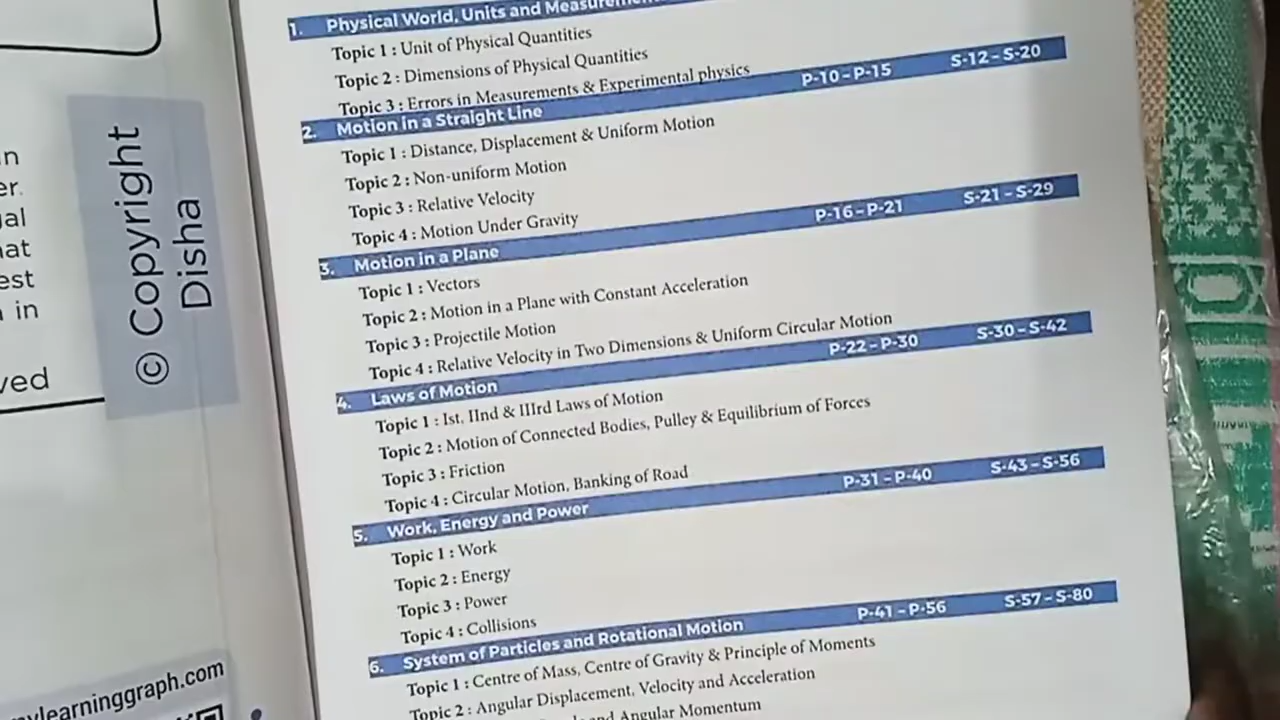 n
er.
al
hat
est
in
ved
© Copyright
Disha
mylearninggraph.com
1. Physical World, Units and
Topic 1 : Unit of Physical Quantities
Topic 2 : Dimensions of Physical Quantities
Topic 3 : Errors in Measurements & Experimental physics
2. Motion in a Straight Line P-10 – P-15 S-12 – S-20
Topic 1 : Distance, Displacement & Uniform Motion
Topic 2 : Non-uniform Motion
Topic 3 : Relative Velocity
Topic 4 : Motion Under Gravity
3. Motion in a Plane P-16 – P-21 S-21 – S-29
Topic 1 : Vectors
Topic 2 : Motion in a Plane with Constant Acceleration
Topic 3 : Projectile Motion
Topic 4 : Relative Velocity in Two Dimensions & Uniform Circular Motion
4. Laws of Motion P-22 – P-30 S-30 – S-42
Topic 1 : Ist, IInd & IIIrd Laws of Motion
Topic 2 : Motion of Connected Bodies, Pulley & Equilibrium of Forces
Topic 3 : Friction
Topic 4 : Circular Motion, Banking of Road
5. Work, Energy and Power P-31 – P-40 S-43 – S-56
Topic 1 : Work
Topic 2 : Energy
Topic 3 : Power
Topic 4 : Collisions
6. System of Particles and Rotational Motion P-41 – P-56 S-57 – S-80
Topic 1 : Centre of Mass, Centre of Gravity & Principle of Moments
Topic 2 : Angular Displacement, Velocity and Acceleration
and Angular Momentum